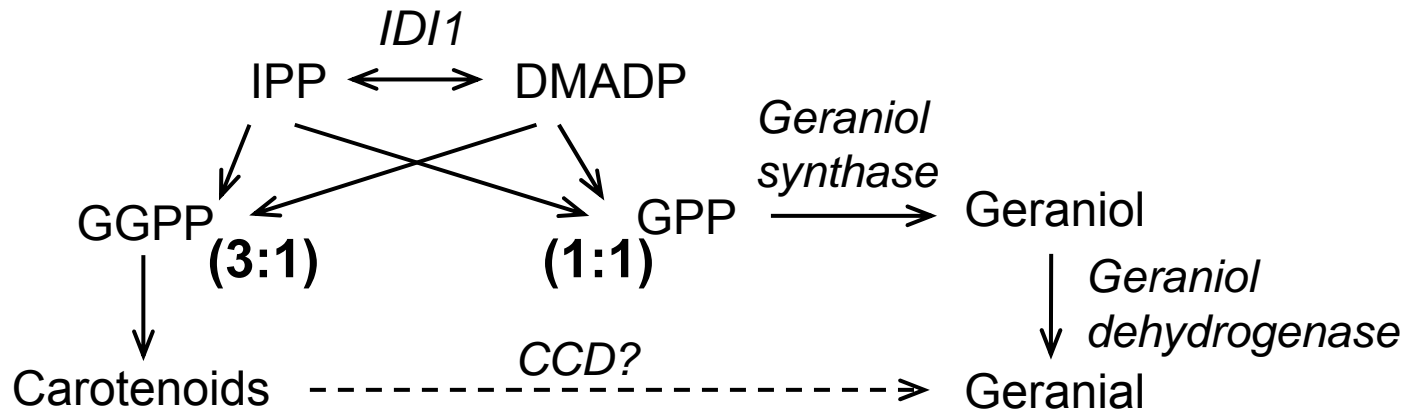 IDI1
IPP
DMADP
Geraniol
synthase
GGPP
(3:1)
(1:1)
GPP
Geraniol
Geraniol
dehydrogenase
Carotenoids
CCD?
Geranial